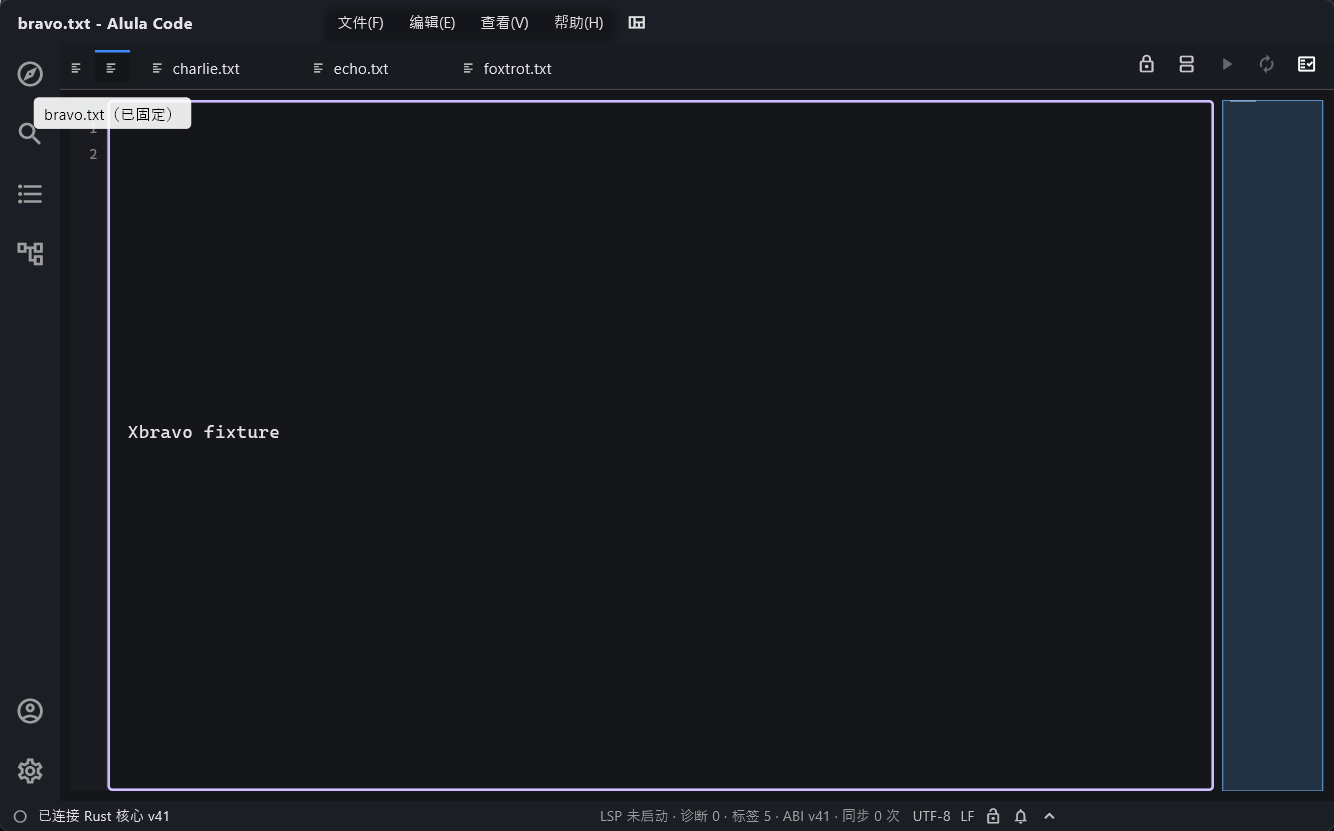 bravo.txt - Alula Code
文件(F) 编辑(E) 查看(V) 帮助(H)
charlie.txt echo.txt foxtrot.txt
bravo.txt（已固定）
1
2
Xbravo fixture
已连接 Rust 核心 v41
LSP 未启动 · 诊断 0 · 标签 5 · ABI v41 · 同步 0 次 UTF-8 LF